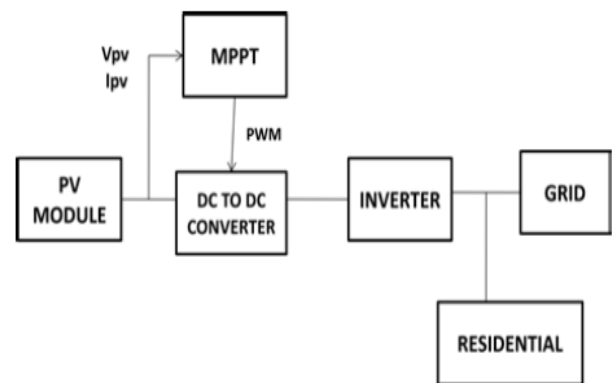 Vpv
Ipv
MPPT
PWM
PV
MODULE
DC TO DC
CONVERTER
INVERTER
GRID
RESIDENTIAL